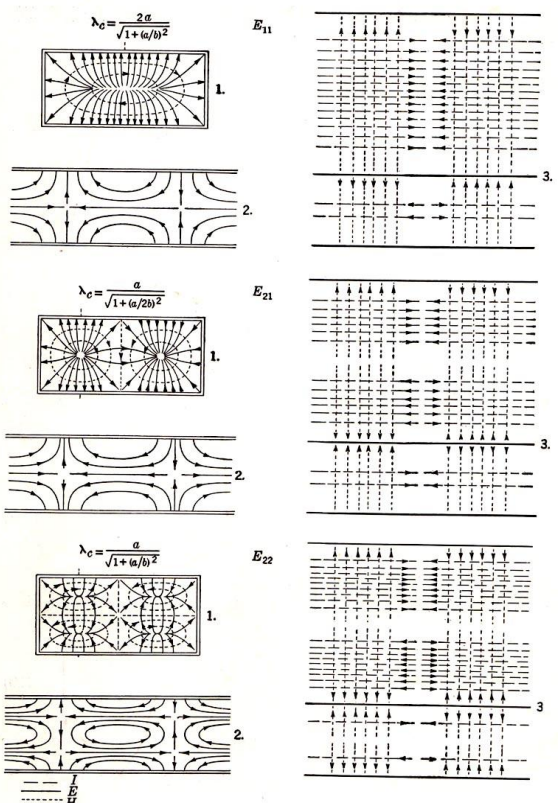 λc = 2a / √1 + (a/b)²
E11
1.
2.
3.
λc = a / √1 + (a/2b)²
E21
1.
2.
3.
λc = a / √1 + (a/b)²
E22
1.
2.
3
I
E
H